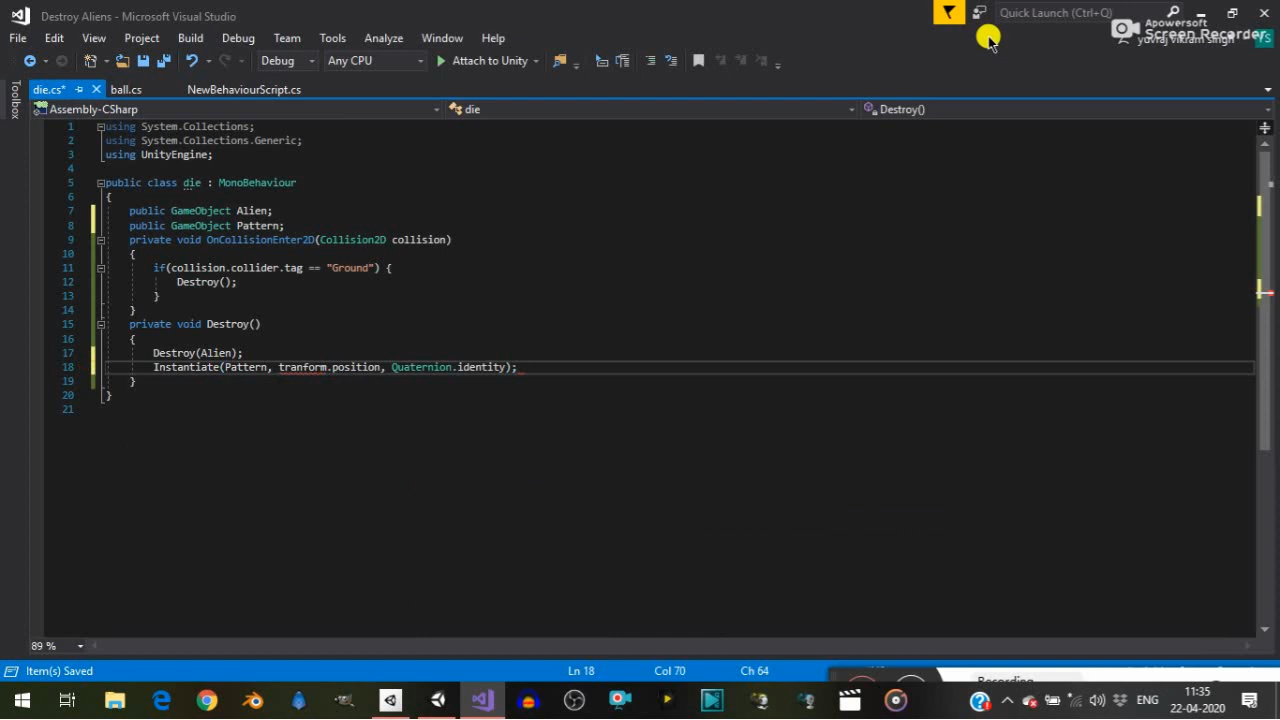 Destroy Aliens - Microsoft Visual Studio
Quick Launch (Ctrl+Q)
Apowersoft
Screen Recorder
File Edit View Project Build Debug Team Tools Analyze Window Help
yuvraj vikram singh YS
Debug Any CPU Attach to Unity
Toolbox
die.cs* ball.cs NewBehaviourScript.cs
Assembly-CSharp die Destroy()
1 using System.Collections;
2 using System.Collections.Generic;
3 using UnityEngine;
4
5 public class die : MonoBehaviour
6 {
7 public GameObject Alien;
8 public GameObject Pattern;
9 private void OnCollisionEnter2D(Collision2D collision)
10 {
11 if(collision.collider.tag == "Ground") {
12 Destroy();
13 }
14 }
15 private void Destroy()
16 {
17 Destroy(Alien);
18 Instantiate(Pattern, tranform.position, Quaternion.identity);
19 }
20 }
21
89 %
Item(s) Saved Ln 18 Col 70 Ch 64
Recording
ENG 11:35
22-04-2020